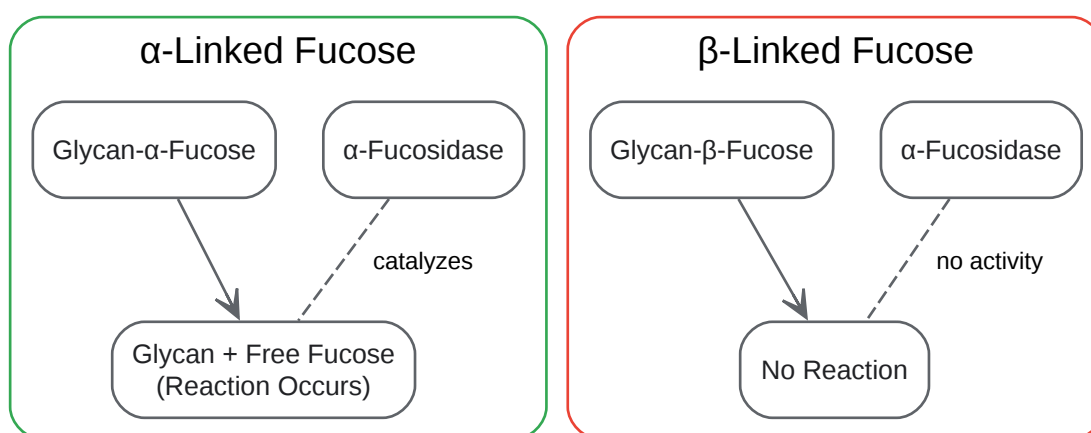 α-Linked Fucose
Glycan-α-Fucose
α-Fucosidase
catalyzes
Glycan + Free Fucose
(Reaction Occurs)
β-Linked Fucose
Glycan-β-Fucose
α-Fucosidase
no activity
No Reaction